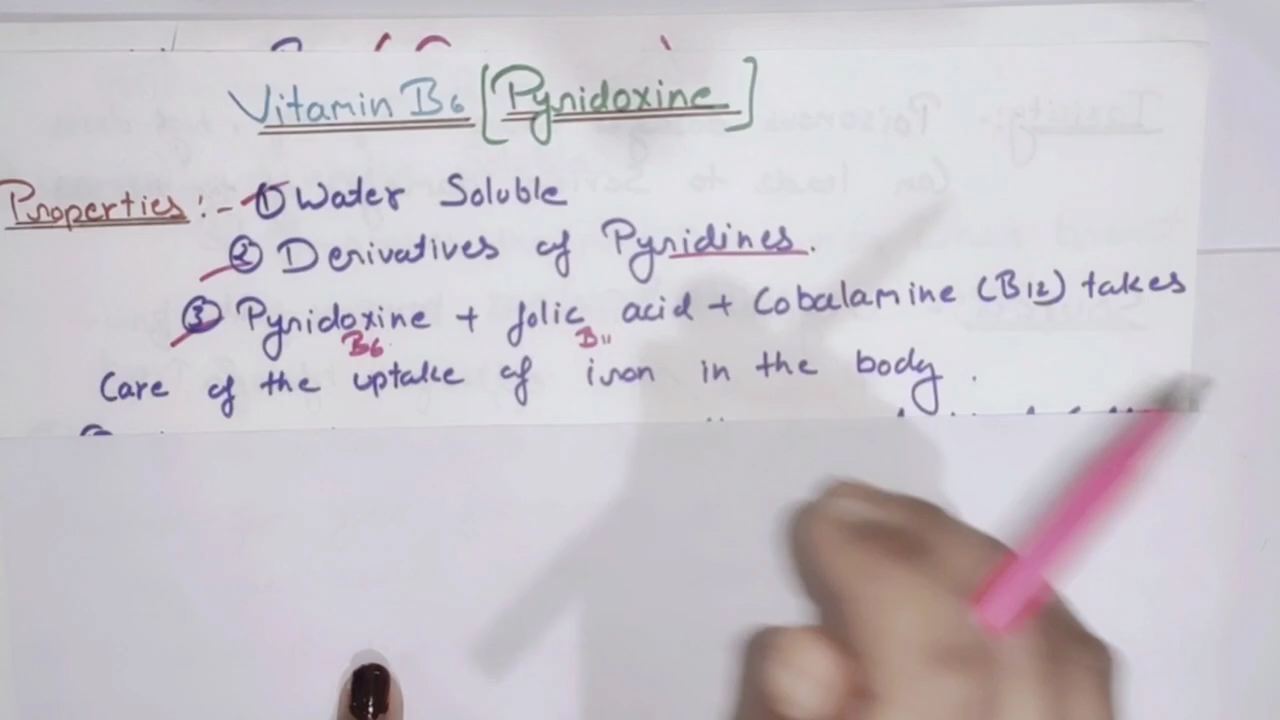 Vitamin B6 [Pyridoxine]
Properties :- ① Water Soluble
② Derivatives of Pyridines.
③ Pyridoxine + folic acid + Cobalamine (B12) takes
B6 B11
Care of the uptake of iron in the body.